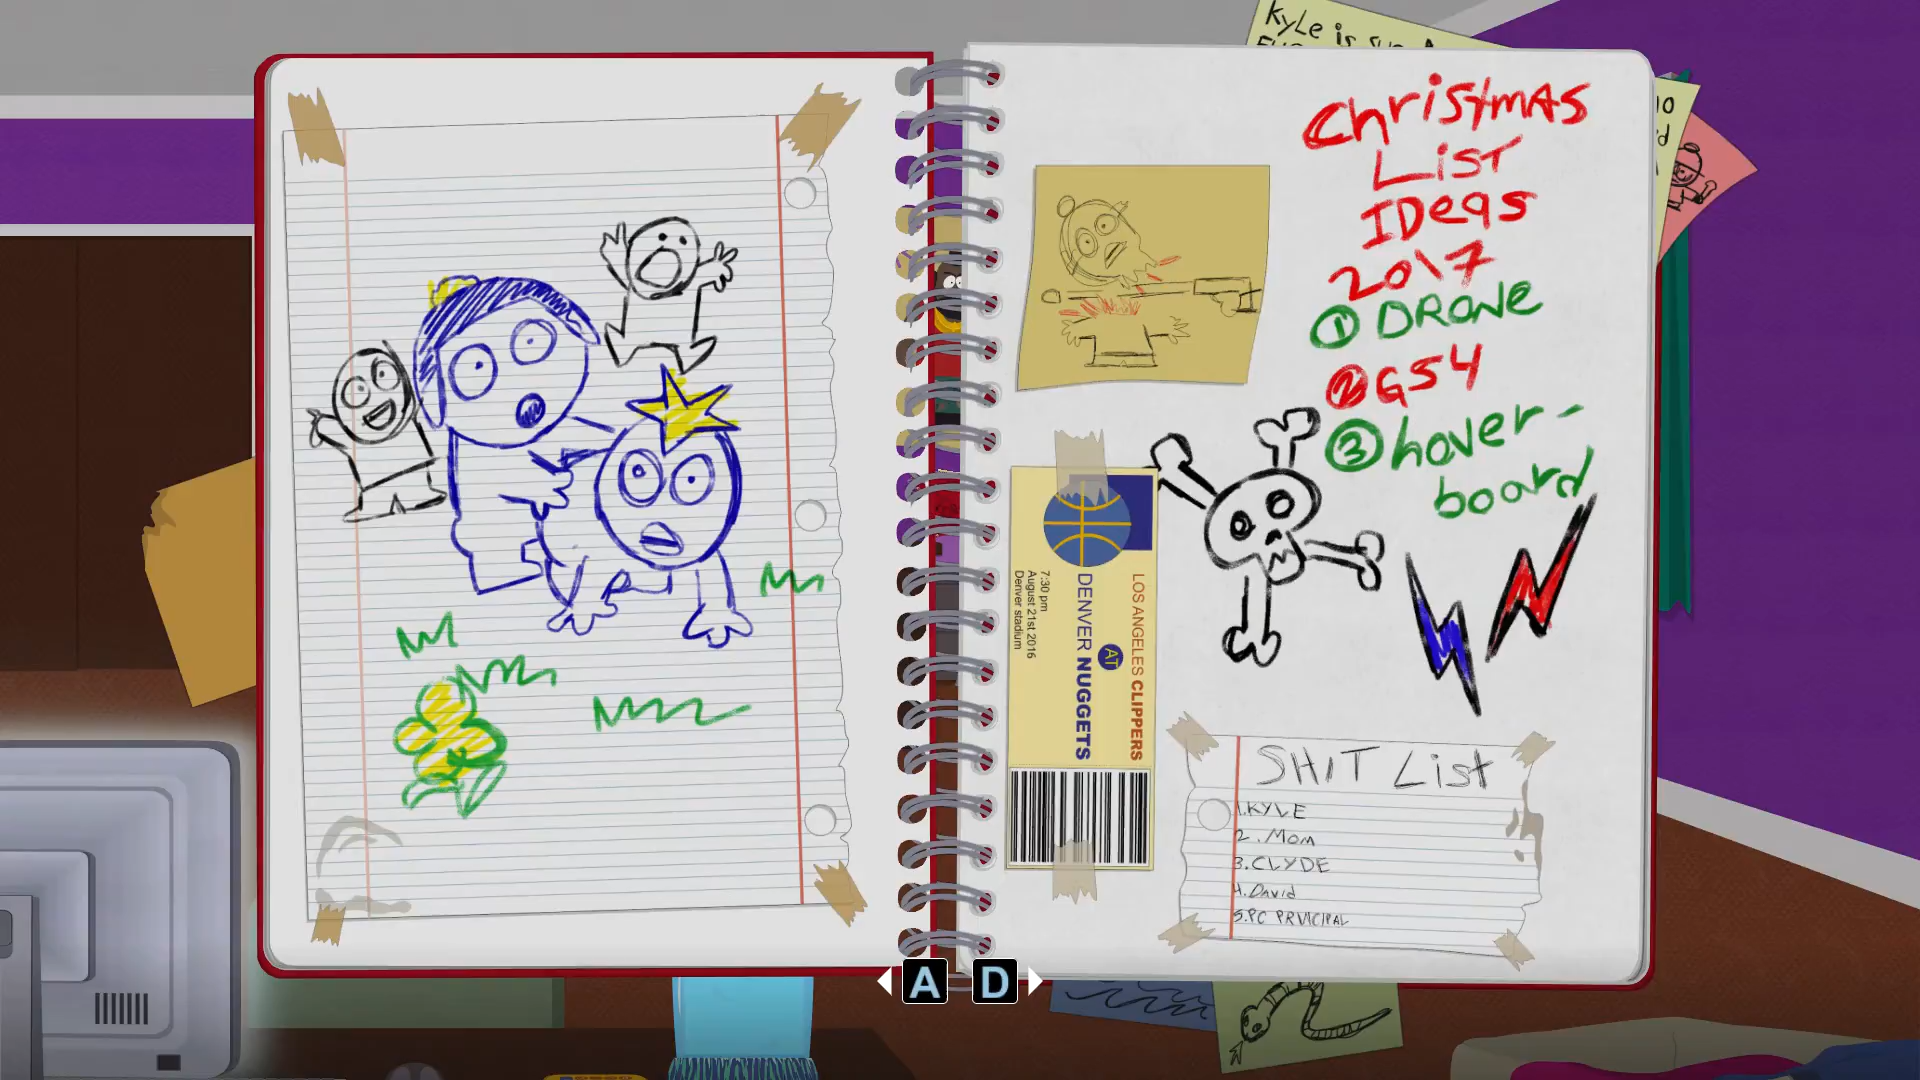 KyLe is
Christmas
List
IDeas
2017
① DRONE
② GS4
③ hover-
board
LOS ANGELES CLIPPERS
AT
DENVER NUGGETS
7:30 pm
August 21st 2016
Denver stadium
SHIT List
1.KYLE
2.Mom
3.CLYDE
4.David
5.PC PRVICIPAL
A D